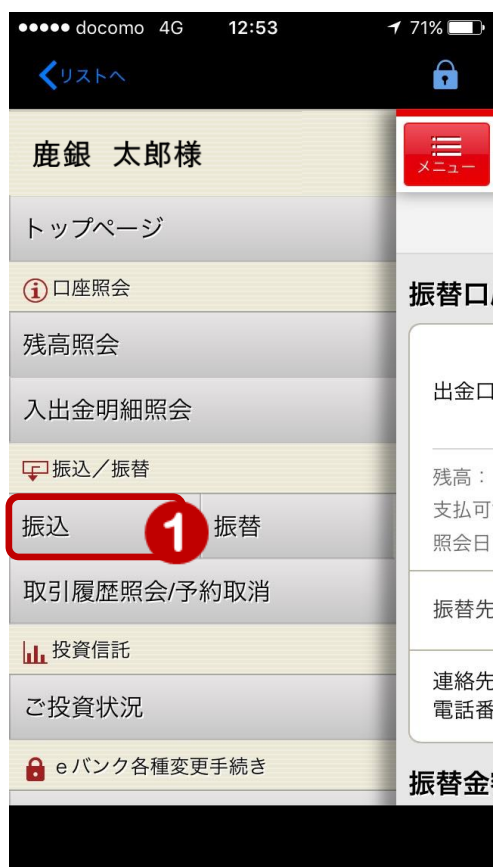 docomo 4G 12:53 71%
リストへ
鹿銀 太郎様
メニュー
トップページ
口座照会
残高照会
入出金明細照会
振込／振替
振込 1 振替
取引履歴照会/予約取消
投資信託
ご投資状況
eバンク各種変更手続き
振替口
出金口
残高：
支払可
照会日
振替先
連絡先
電話番
振替金